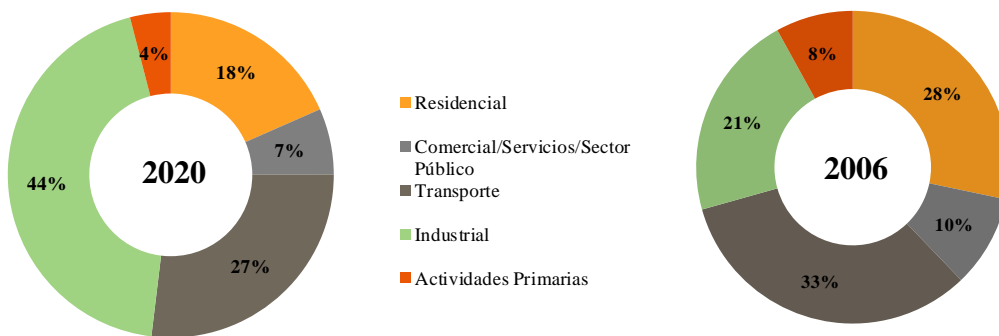 4%
18%
7%
27%
44%
2020
Residencial
Comercial/Servicios/Sector
Público
Transporte
Industrial
Actividades Primarias
8%
28%
10%
33%
21%
2006